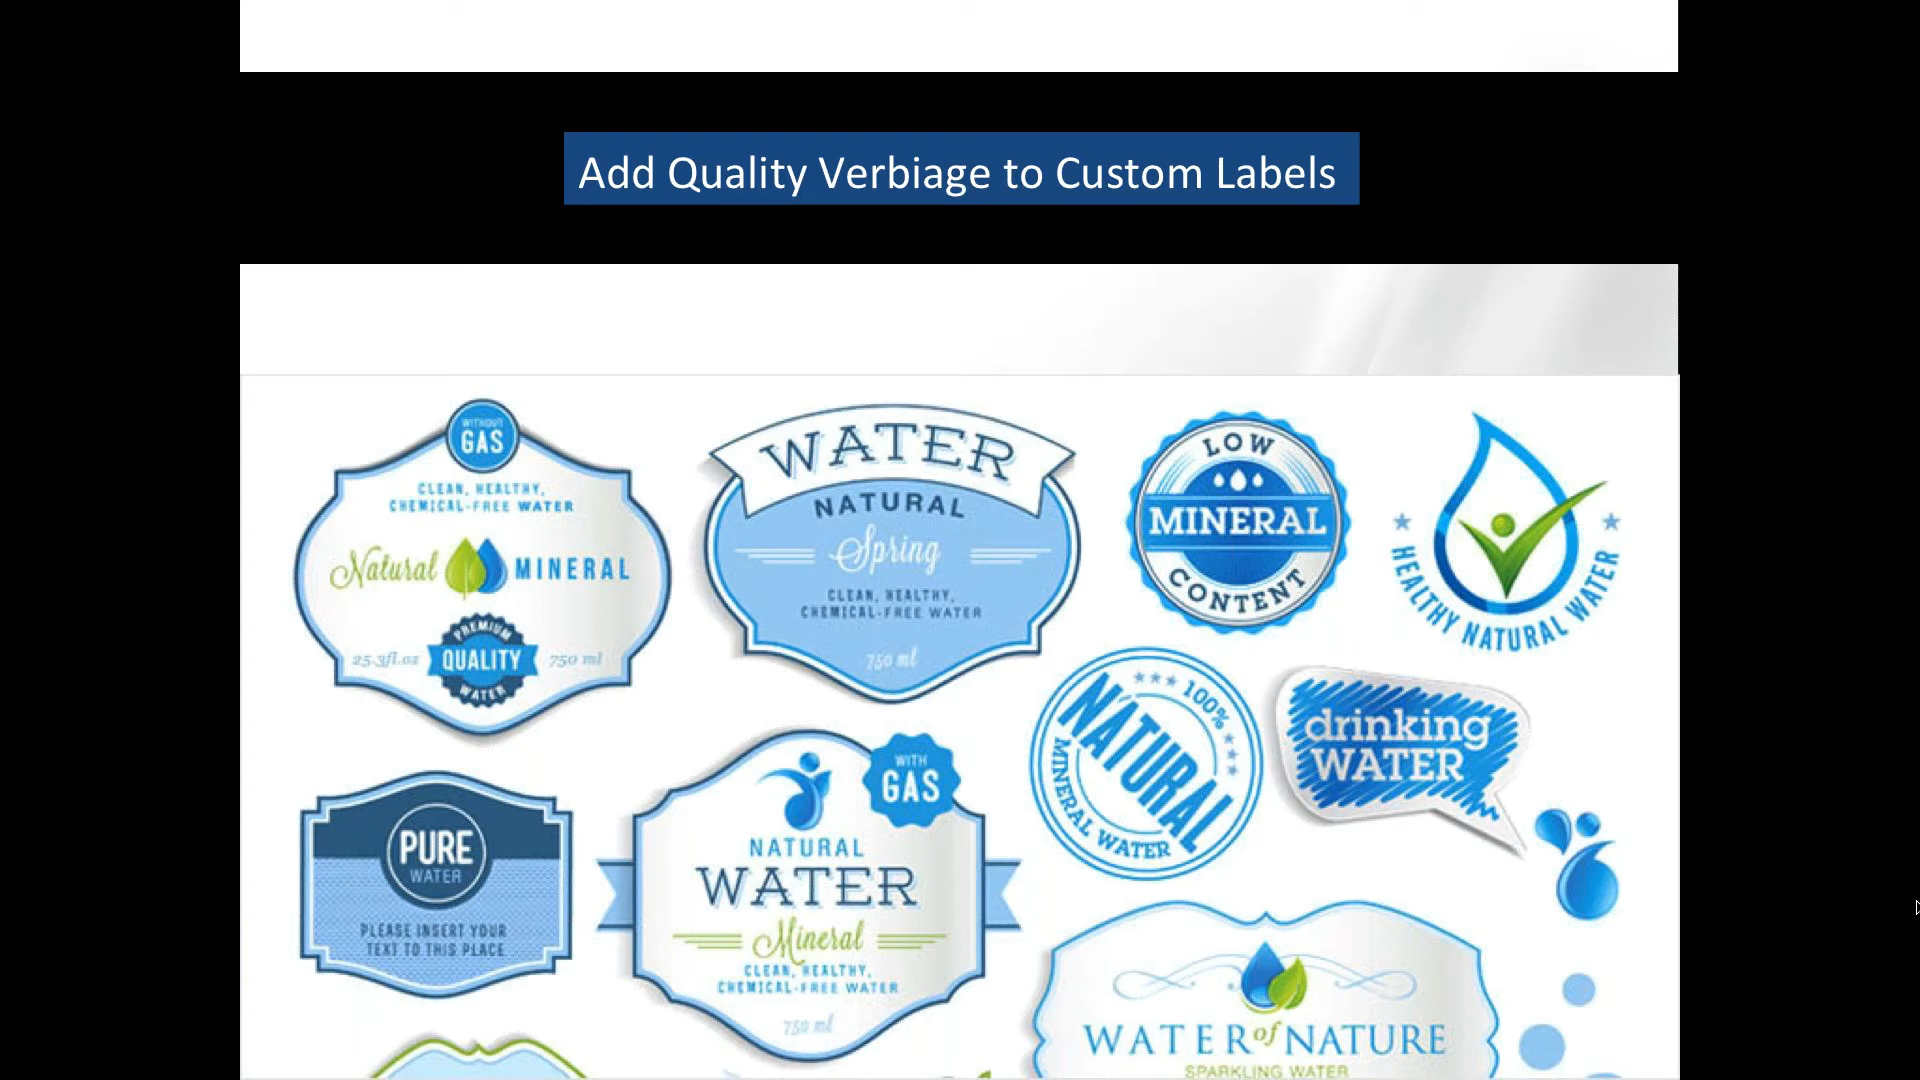 Add Quality Verbiage to Custom Labels
WITHOUT
GAS
CLEAN, HEALTHY,
CHEMICAL-FREE WATER
Natural MINERAL
PREMIUM
25.3fl.oz QUALITY 750 ml
WATER
WATER
NATURAL
Spring
CLEAN, HEALTHY,
CHEMICAL-FREE WATER
750 ml
LOW
MINERAL
CONTENT
HEALTHY NATURAL WATER
100%
NATURAL
MINERAL WATER
drinking
WATER
PURE
WATER
PLEASE INSERT YOUR
TEXT TO THIS PLACE
WITH
GAS
NATURAL
WATER
Mineral
CLEAN, HEALTHY,
CHEMICAL-FREE WATER
750 ml
WATER of NATURE
SPARKLING WATER